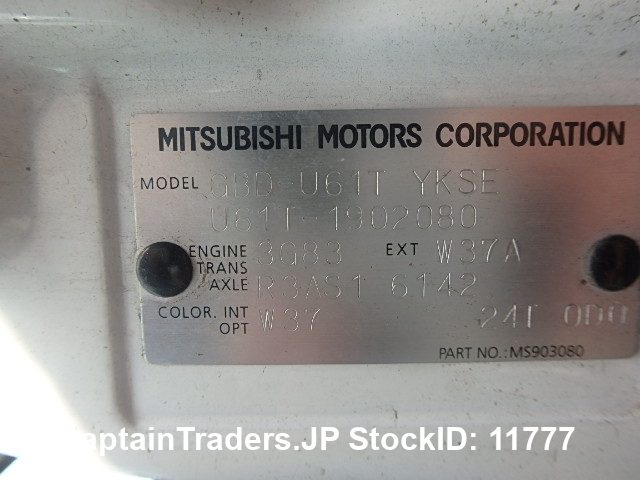 MITSUBISHI MOTORS CORPORATION
MODEL GBD-U61T YKSE
U61T-1902080
ENGINE 3G83 EXT W37A
TRANS
AXLE R3AS1 6142
COLOR. INT W37
OPT 24T 0D0
PART NO.: MS903080
aptainTraders.JP StockID: 11777